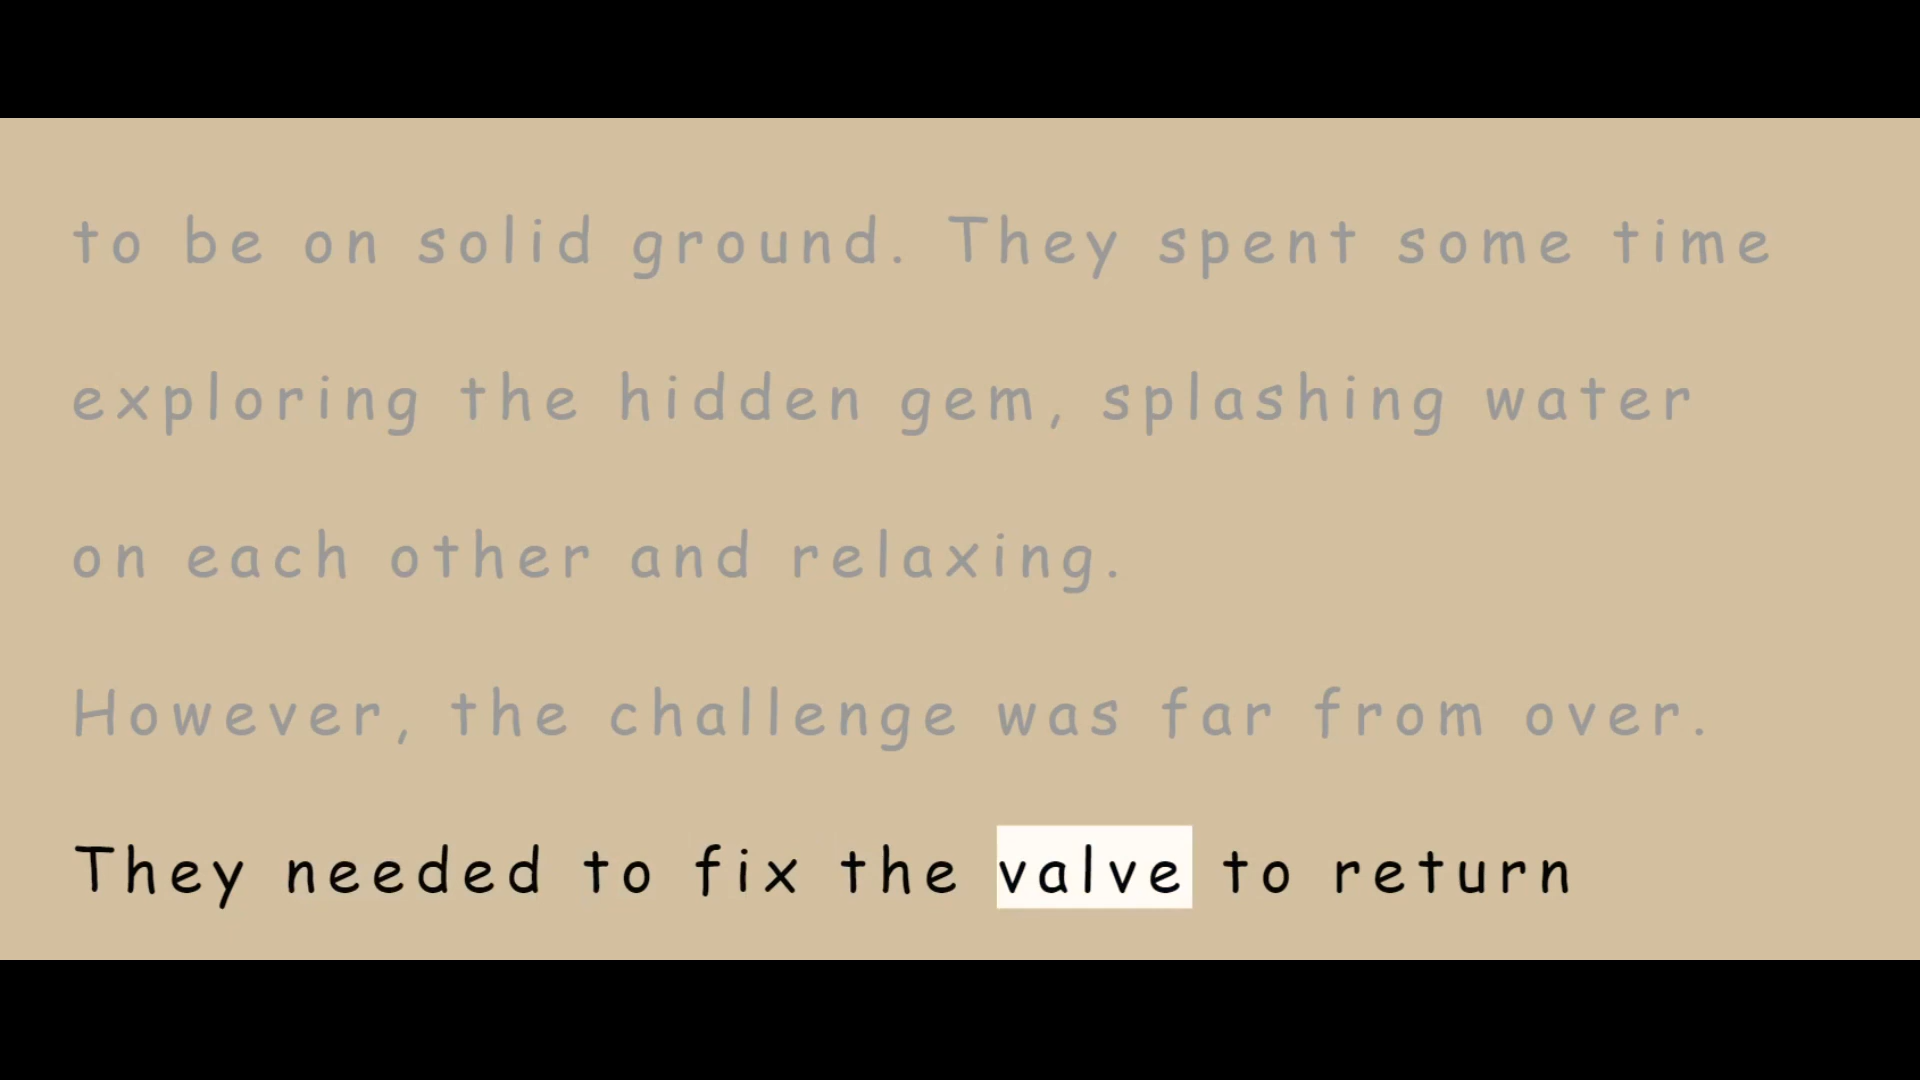 to be on solid ground. They spent some time
exploring the hidden gem, splashing water
on each other and relaxing.
However, the challenge was far from over.
They needed to fix the valve to return